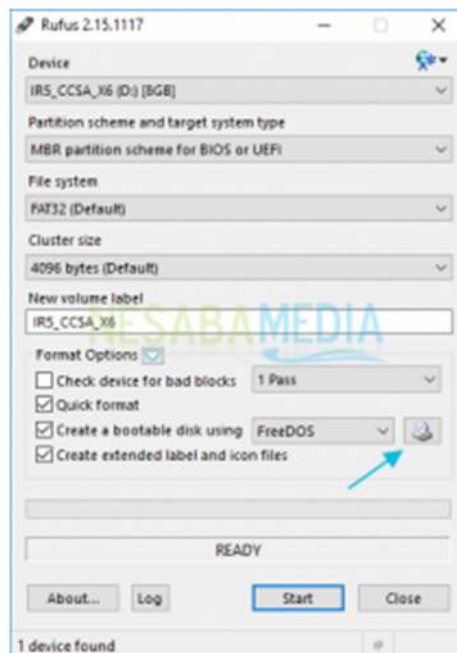 Rufus 2.15.1117
Device
IR5_CCSA_X6 (D:) [8GB]
Partition scheme and target system type
MBR partition scheme for BIOS or UEFI
File system
FAT32 (Default)
Cluster size
4096 bytes (Default)
New volume label
IR5_CCSA_X6
NESABAMEDIA
Format Options
Check device for bad blocks 1 Pass
Quick format
Create a bootable disk using FreeDOS
Create extended label and icon files
READY
About... Log Start Close
1 device found #